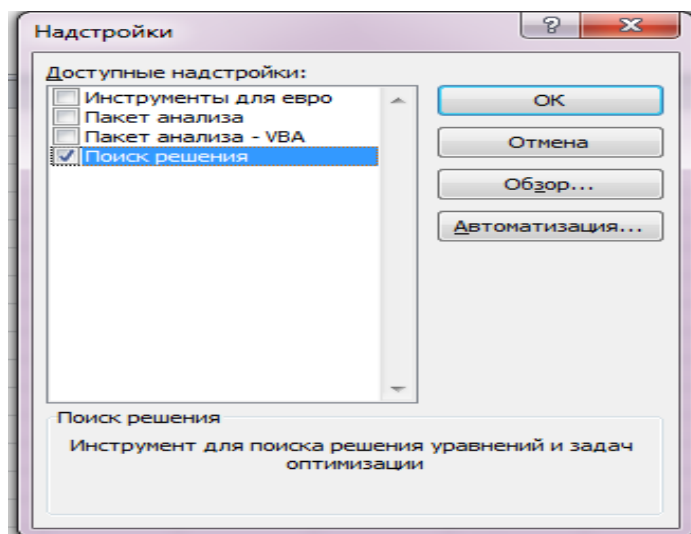 Надстройки
Доступные надстройки:
Инструменты для евро
Пакет анализа
Пакет анализа - VBA
Поиск решения
ОК
Отмена
Обзор...
Автоматизация...
Поиск решения
Инструмент для поиска решения уравнений и задач
оптимизации